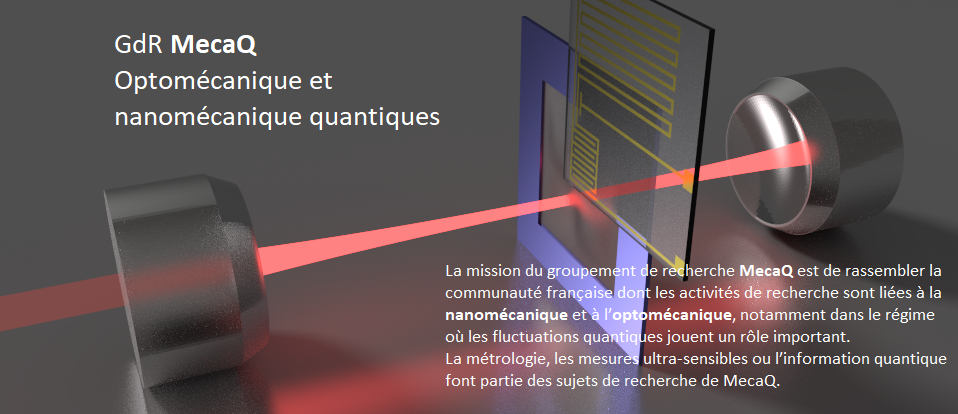 GdR MecaQ
Optomécanique et
nanomécanique quantiques
La mission du groupement de recherche MecaQ est de rassembler la
communauté française dont les activités de recherche sont liées à la
nanomécanique et à l'optomécanique, notamment dans le régime
où les fluctuations quantiques jouent un rôle important.
La métrologie, les mesures ultra-sensibles ou l'information quantique
font partie des sujets de recherche de MecaQ.